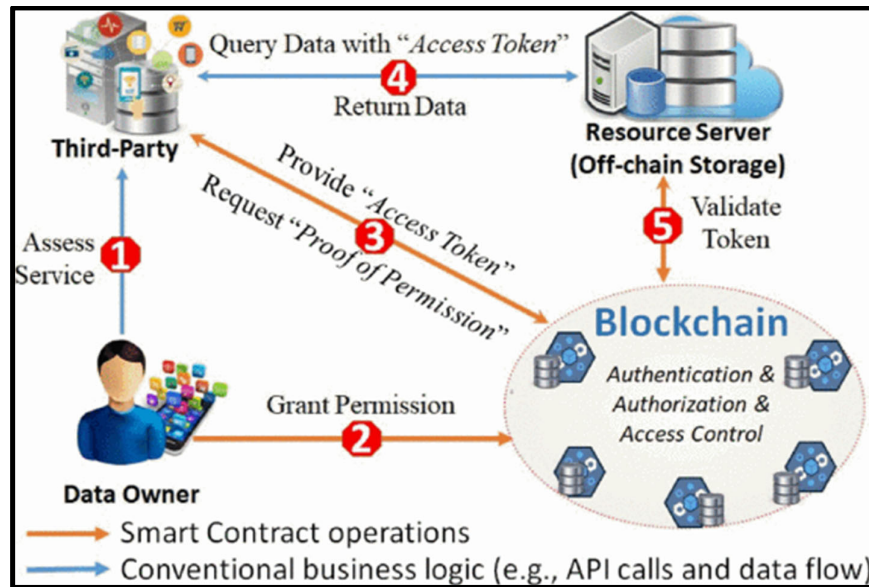 Query Data with “Access Token”
4
Return Data
Third-Party
Resource Server
(Off-chain Storage)
Provide “Access Token”
3
Request “Proof of Permission”
5
Validate
Token
Assess
Service
1
Blockchain
Authentication &
Authorization &
Access Control
Grant Permission
2
Data Owner
Smart Contract operations
Conventional business logic (e.g., API calls and data flow)